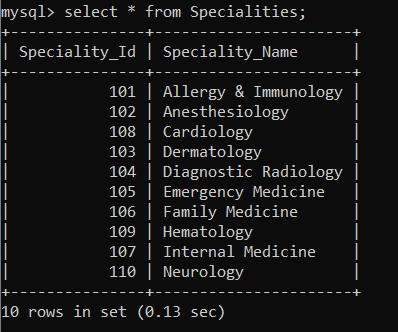 mysql> select * from Specialities;
+---------------+----------------------+
| Speciality_Id | Speciality_Name      |
+---------------+----------------------+
|           101 | Allergy & Immunology |
|           102 | Anesthesiology       |
|           108 | Cardiology           |
|           103 | Dermatology          |
|           104 | Diagnostic Radiology |
|           105 | Emergency Medicine   |
|           106 | Family Medicine      |
|           109 | Hematology           |
|           107 | Internal Medicine    |
|           110 | Neurology            |
+---------------+----------------------+
10 rows in set (0.13 sec)